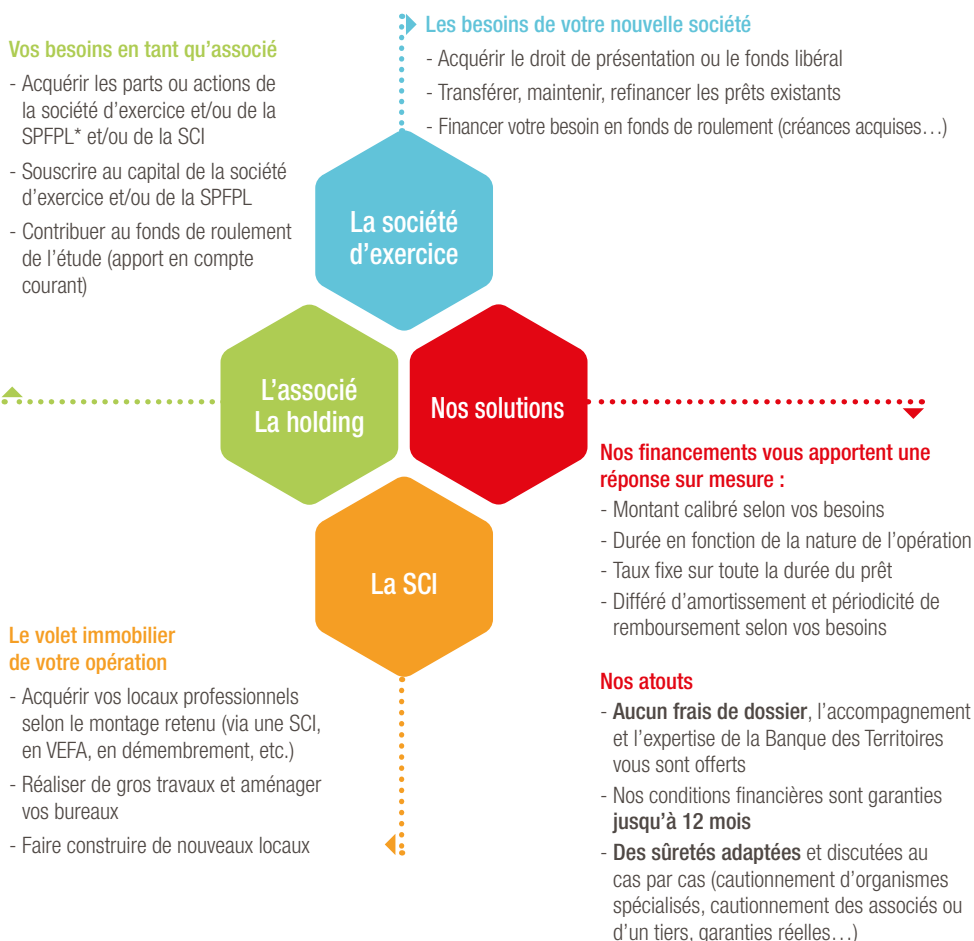 Vos besoins en tant qu'associé
- Acquérir les parts ou actions de
la société d'exercice et/ou de la
SPFPL* et/ou de la SCI
- Souscrire au capital de la société
d'exercice et/ou de la SPFPL
- Contribuer au fonds de roulement
de l'étude (apport en compte
courant)
Les besoins de votre nouvelle société
- Acquérir le droit de présentation ou le fonds libéral
- Transférer, maintenir, refinancer les prêts existants
- Financer votre besoin en fonds de roulement (créances acquises…)
La société
d'exercice
L'associé
La holding
Nos solutions
La SCI
Le volet immobilier
de votre opération
- Acquérir vos locaux professionnels
selon le montage retenu (via une SCI,
en VEFA, en démembrement, etc.)
- Réaliser de gros travaux et aménager
vos bureaux
- Faire construire de nouveaux locaux
Nos financements vous apportent une
réponse sur mesure :
- Montant calibré selon vos besoins
- Durée en fonction de la nature de l'opération
- Taux fixe sur toute la durée du prêt
- Différé d'amortissement et périodicité de
remboursement selon vos besoins
Nos atouts
- Aucun frais de dossier, l'accompagnement
et l'expertise de la Banque des Territoires
vous sont offerts
- Nos conditions financières sont garanties
jusqu'à 12 mois
- Des sûretés adaptées et discutées au
cas par cas (cautionnement d'organismes
spécialisés, cautionnement des associés ou
d'un tiers, garanties réelles…)